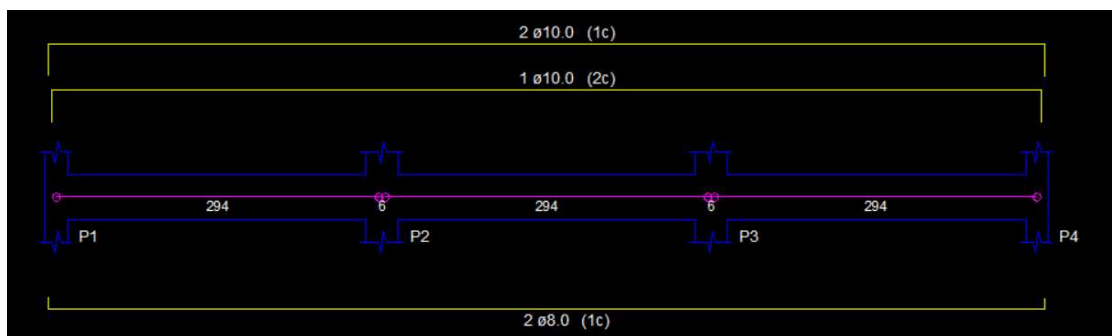 2 ø10.0 (1c)
1 ø10.0 (2c)
294 6 294 6 294
P1 P2 P3 P4
2 ø8.0 (1c)